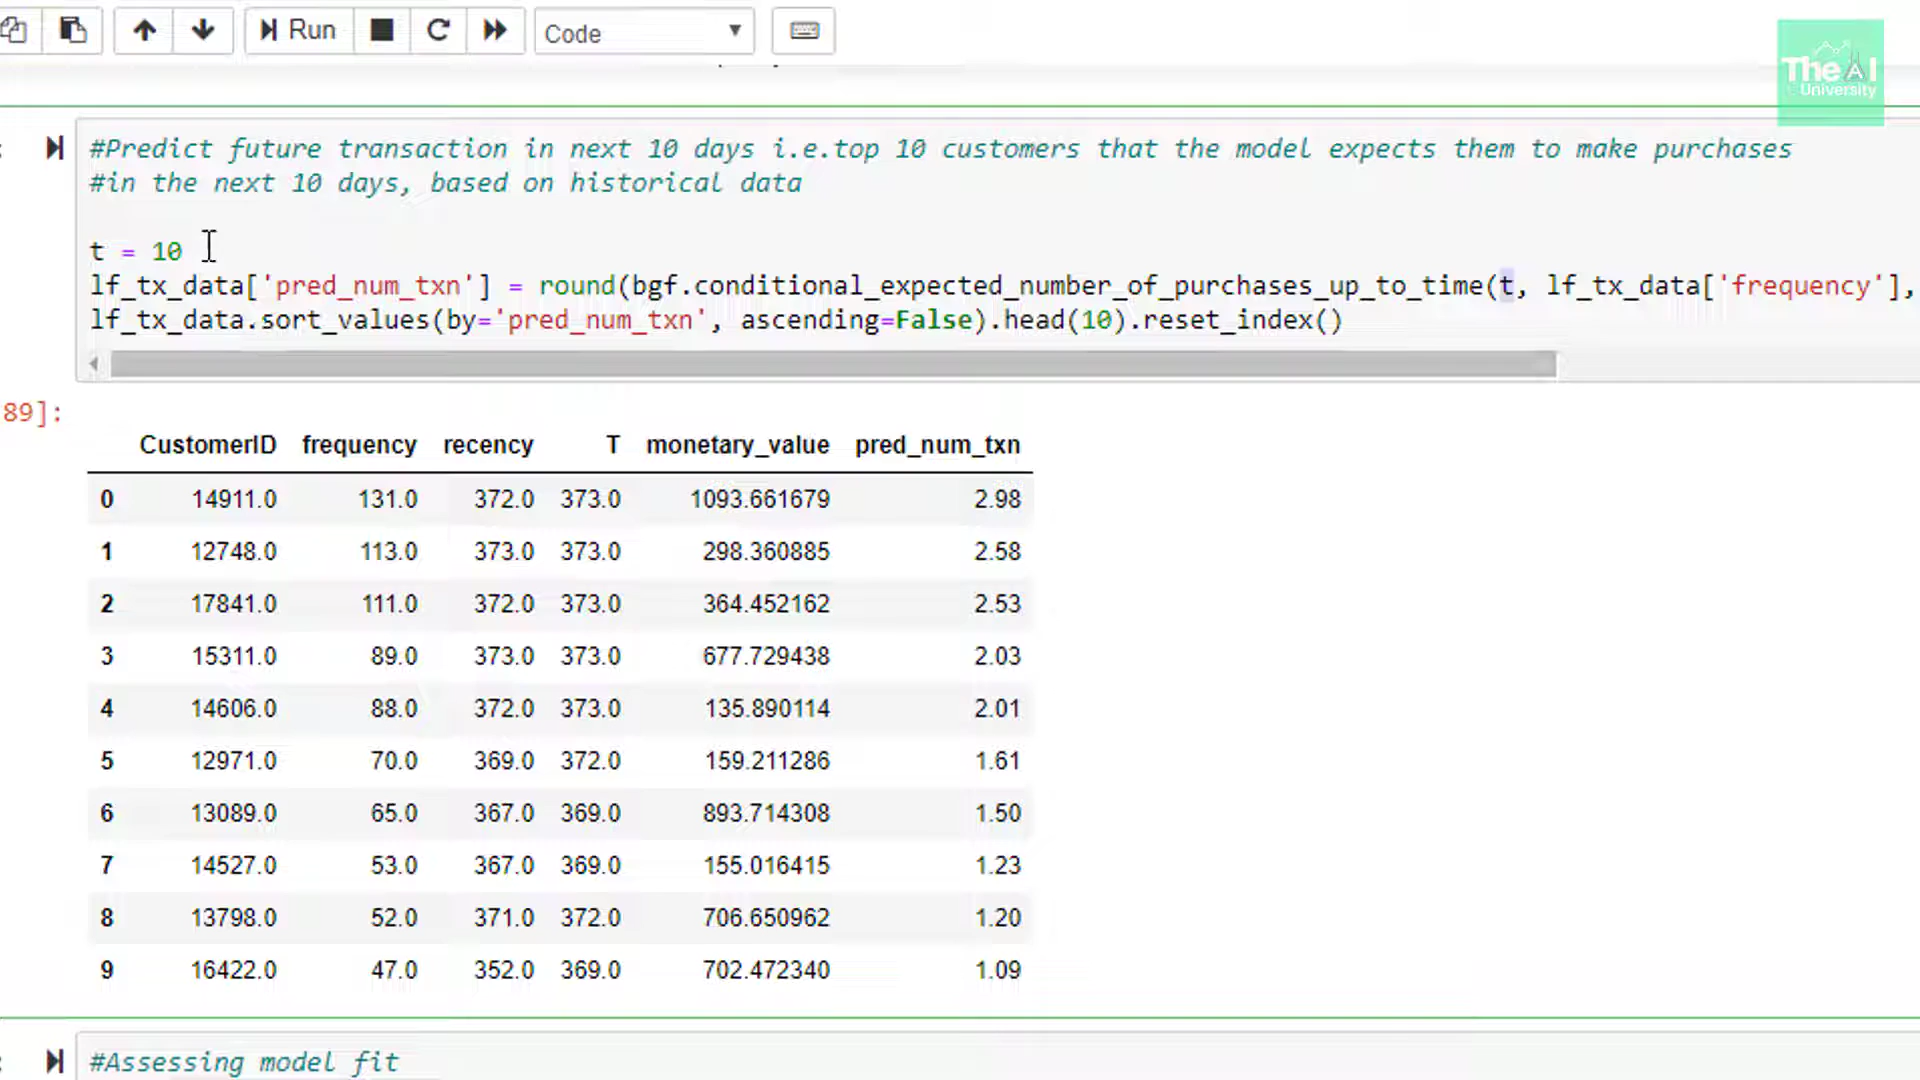 Run
Code
The AI
University
#Predict future transaction in next 10 days i.e.top 10 customers that the model expects them to make purchases
#in the next 10 days, based on historical data
t = 10
lf_tx_data['pred_num_txn'] = round(bgf.conditional_expected_number_of_purchases_up_to_time(t, lf_tx_data['frequency'],
lf_tx_data.sort_values(by='pred_num_txn', ascending=False).head(10).reset_index()
89]:
CustomerID frequency recency T monetary_value pred_num_txn
0 14911.0 131.0 372.0 373.0 1093.661679 2.98
1 12748.0 113.0 373.0 373.0 298.360885 2.58
2 17841.0 111.0 372.0 373.0 364.452162 2.53
3 15311.0 89.0 373.0 373.0 677.729438 2.03
4 14606.0 88.0 372.0 373.0 135.890114 2.01
5 12971.0 70.0 369.0 372.0 159.211286 1.61
6 13089.0 65.0 367.0 369.0 893.714308 1.50
7 14527.0 53.0 367.0 369.0 155.016415 1.23
8 13798.0 52.0 371.0 372.0 706.650962 1.20
9 16422.0 47.0 352.0 369.0 702.472340 1.09
#Assessing model fit